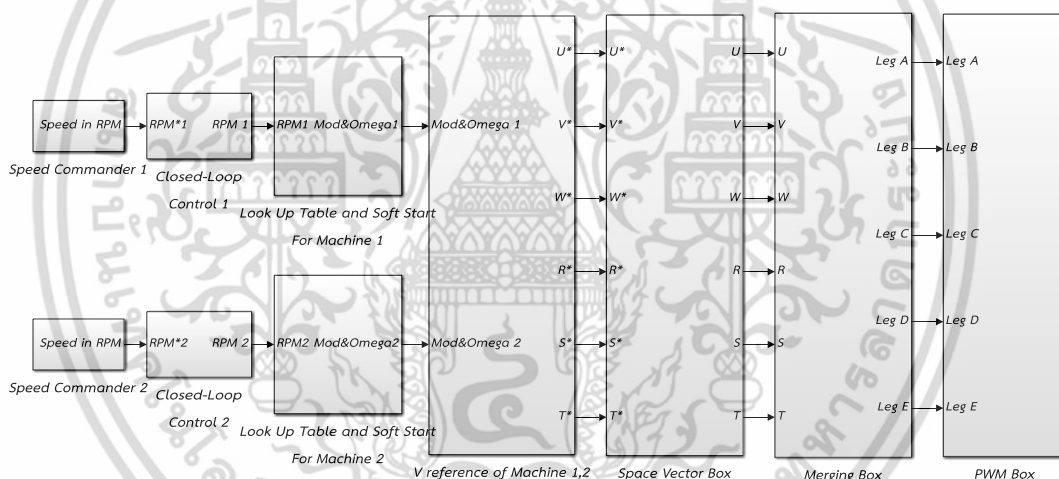 Speed in RPM
Speed Commander 1
RPM*1 RPM 1
Closed-Loop
Control 1
RPM1 Mod&Omega1
Look Up Table and Soft Start
For Machine 1
Speed in RPM
Speed Commander 2
RPM*2 RPM 2
Closed-Loop
Control 2
RPM2 Mod&Omega2
Look Up Table and Soft Start
For Machine 2
Mod&Omega 1
Mod&Omega 2
U*
V*
W*
R*
S*
T*
V reference of Machine 1,2
U* U
V* V
W* W
R* R
S* S
T* T
Space Vector Box
U
V
W
R
S
T
Leg A
Leg B
Leg C
Leg D
Leg E
Merging Box
Leg A
Leg B
Leg C
Leg D
Leg E
PWM Box